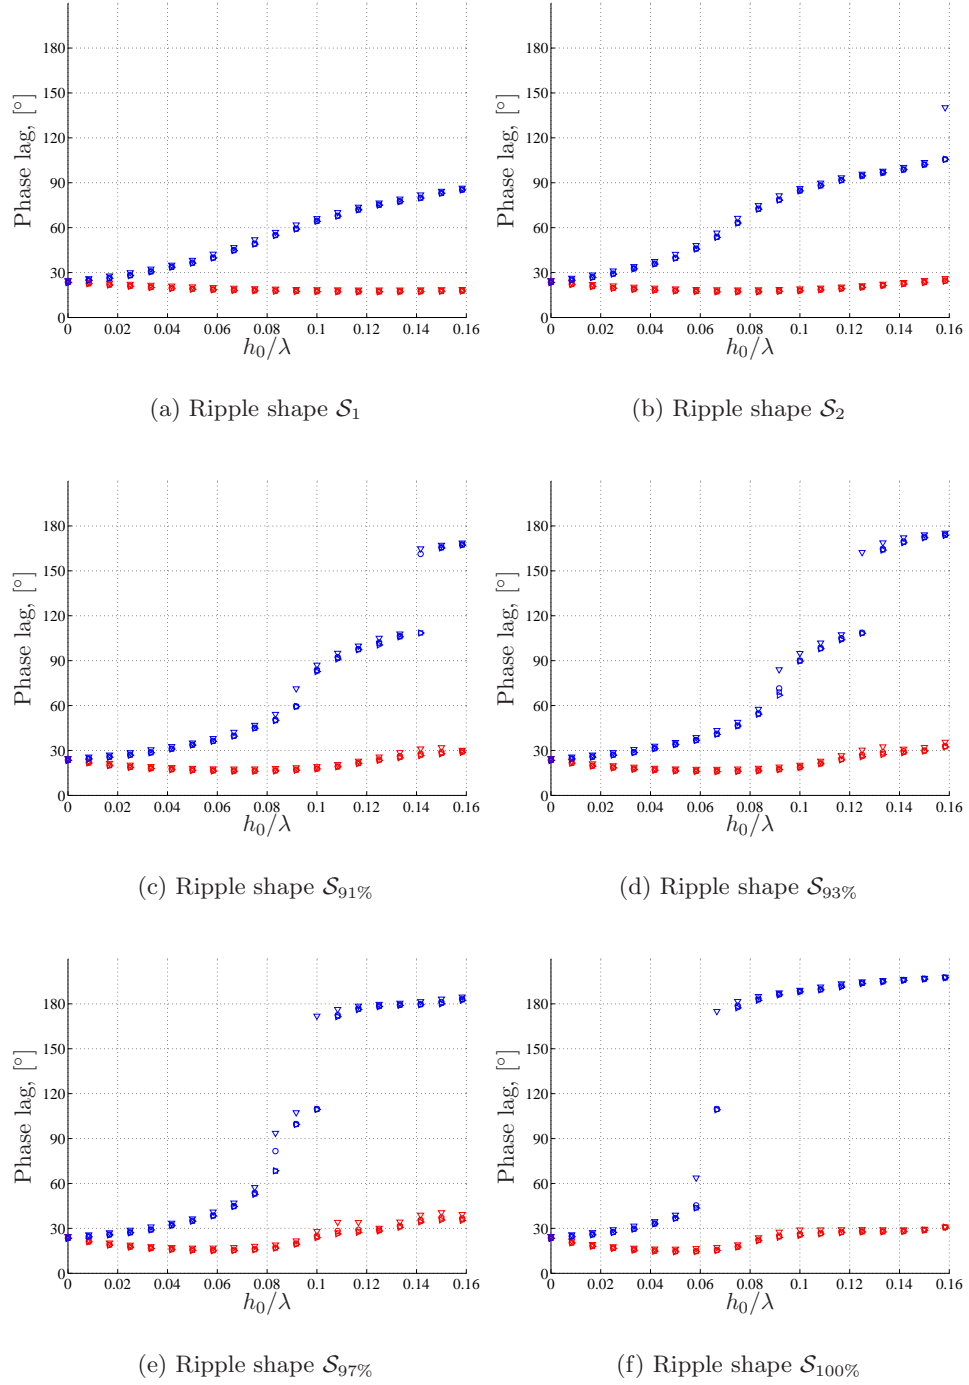 180
180
150
150
120
120
90
90
60
60
30
30
0
0
Phase lag, [°]
Phase lag, [°]
0 0.02 0.04 0.06 0.08 0.1 0.12 0.14 0.16
0 0.02 0.04 0.06 0.08 0.1 0.12 0.14 0.16
h₀/λ
h₀/λ
(a) Ripple shape 𝒮₁
(b) Ripple shape 𝒮₂
180
180
150
150
120
120
90
90
60
60
30
30
0
0
Phase lag, [°]
Phase lag, [°]
0 0.02 0.04 0.06 0.08 0.1 0.12 0.14 0.16
0 0.02 0.04 0.06 0.08 0.1 0.12 0.14 0.16
h₀/λ
h₀/λ
(c) Ripple shape 𝒮91%
(d) Ripple shape 𝒮93%
180
180
150
150
120
120
90
90
60
60
30
30
0
0
Phase lag, [°]
Phase lag, [°]
0 0.02 0.04 0.06 0.08 0.1 0.12 0.14 0.16
0 0.02 0.04 0.06 0.08 0.1 0.12 0.14 0.16
h₀/λ
h₀/λ
(e) Ripple shape 𝒮97%
(f) Ripple shape 𝒮100%